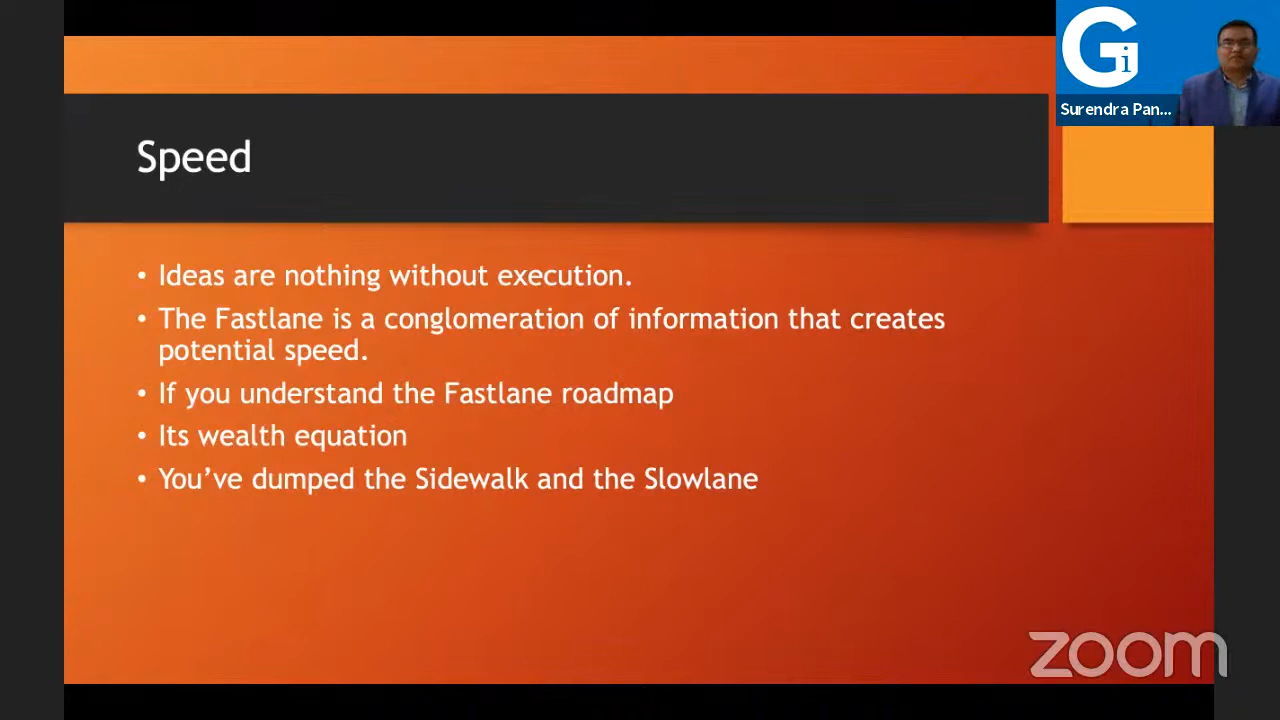 Gi
Surendra Pan...
Speed
• Ideas are nothing without execution.
• The Fastlane is a conglomeration of information that creates
potential speed.
• If you understand the Fastlane roadmap
• Its wealth equation
• You’ve dumped the Sidewalk and the Slowlane
zoom